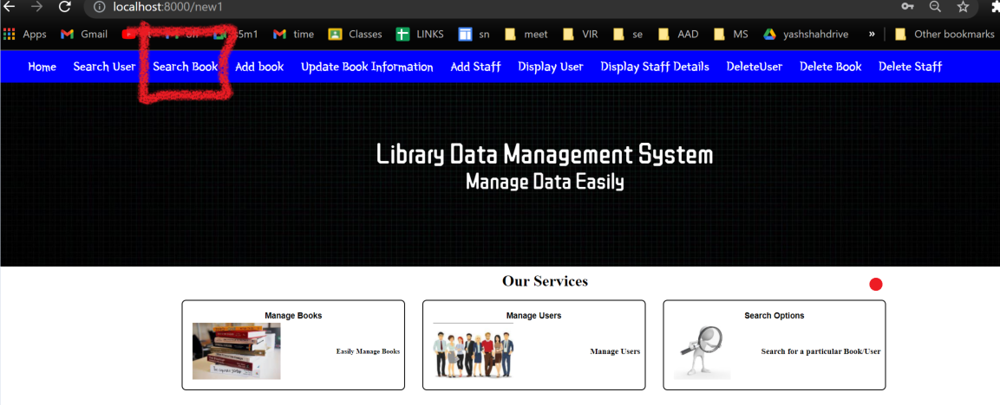 localhost:8000/new1
Apps Gmail time Classes LINKS sn meet VIR se AAD MS yashshahdrive » Other bookmarks
Home Search User Search Book Add book Update Book Information Add Staff Display User Display Staff Details DeleteUser Delete Book Delete Staff
Library Data Management System
Manage Data Easily
Our Services
Manage Books Manage Users Search Options
Easily Manage Books Manage Users Search for a particular Book/User